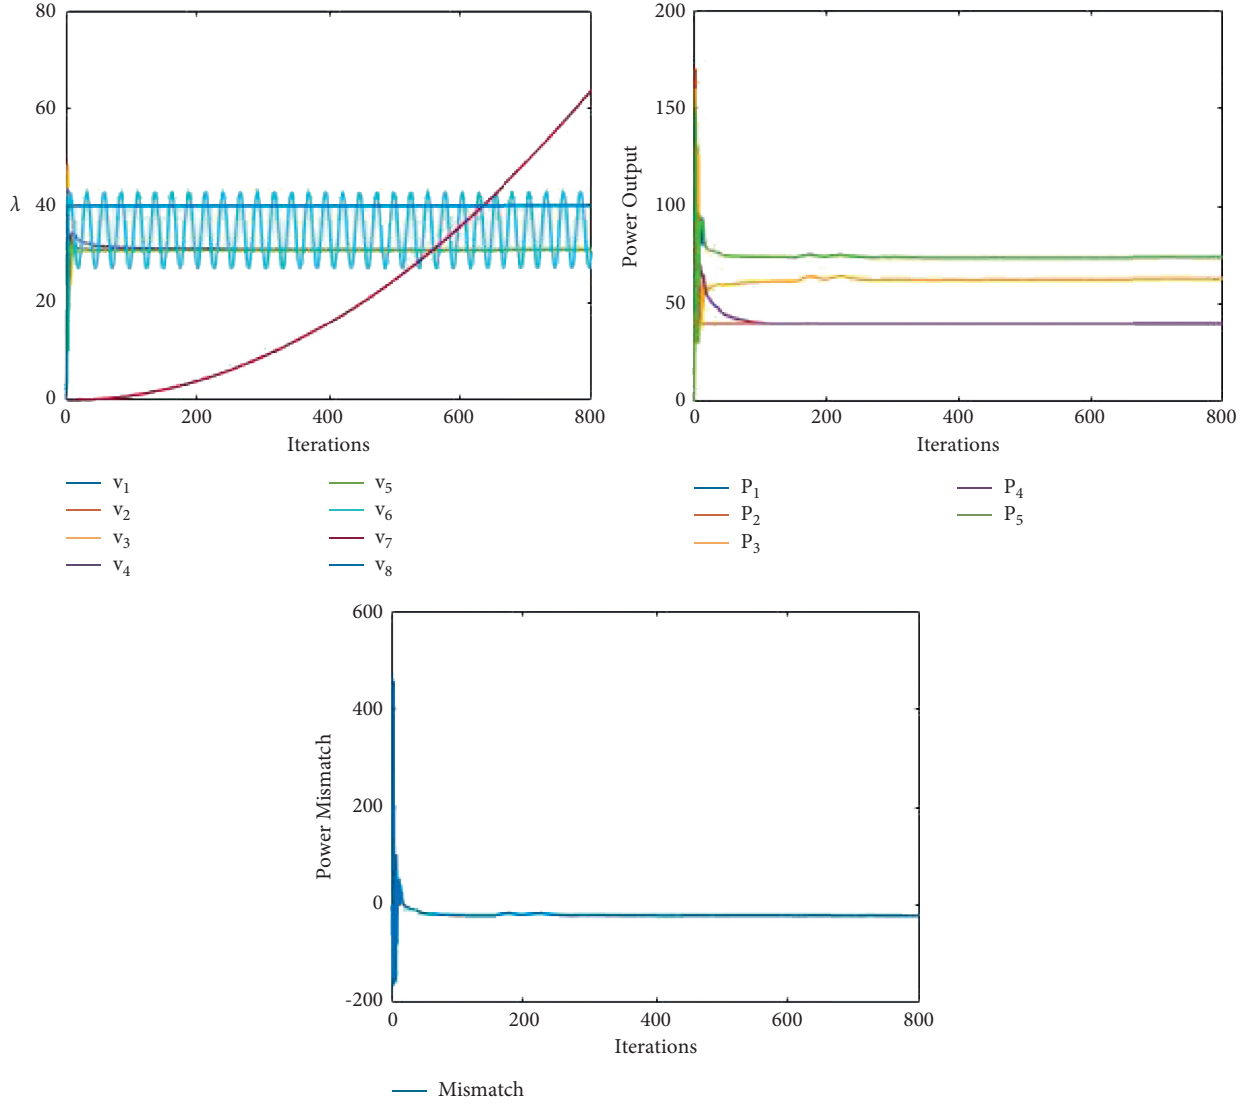 80
60
40
20
0
λ
0 200 400 600 800
Iterations
v1
v2
v3
v4
v5
v6
v7
v8
200
150
100
50
0
Power Output
0 200 400 600 800
Iterations
P1
P2
P3
P4
P5
600
400
200
0
-200
Power Mismatch
0 200 400 600 800
Iterations
Mismatch